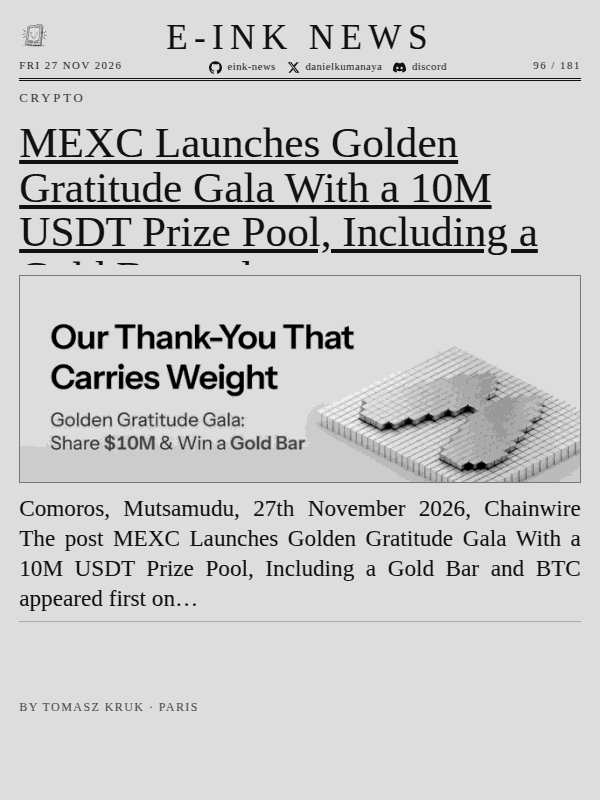 E-INK NEWS
FRI 27 NOV 2026
eink-news
danielkumanaya
discord
96 / 181
CRYPTO
MEXC Launches Golden
Gratitude Gala With a 10M
USDT Prize Pool, Including a
Our Thank-You That
Carries Weight
Golden Gratitude Gala:
Share $10M & Win a Gold Bar
Comoros, Mutsamudu, 27th November 2026, Chainwire
The post MEXC Launches Golden Gratitude Gala With a
10M USDT Prize Pool, Including a Gold Bar and BTC
appeared first on…
BY TOMASZ KRUK · PARIS